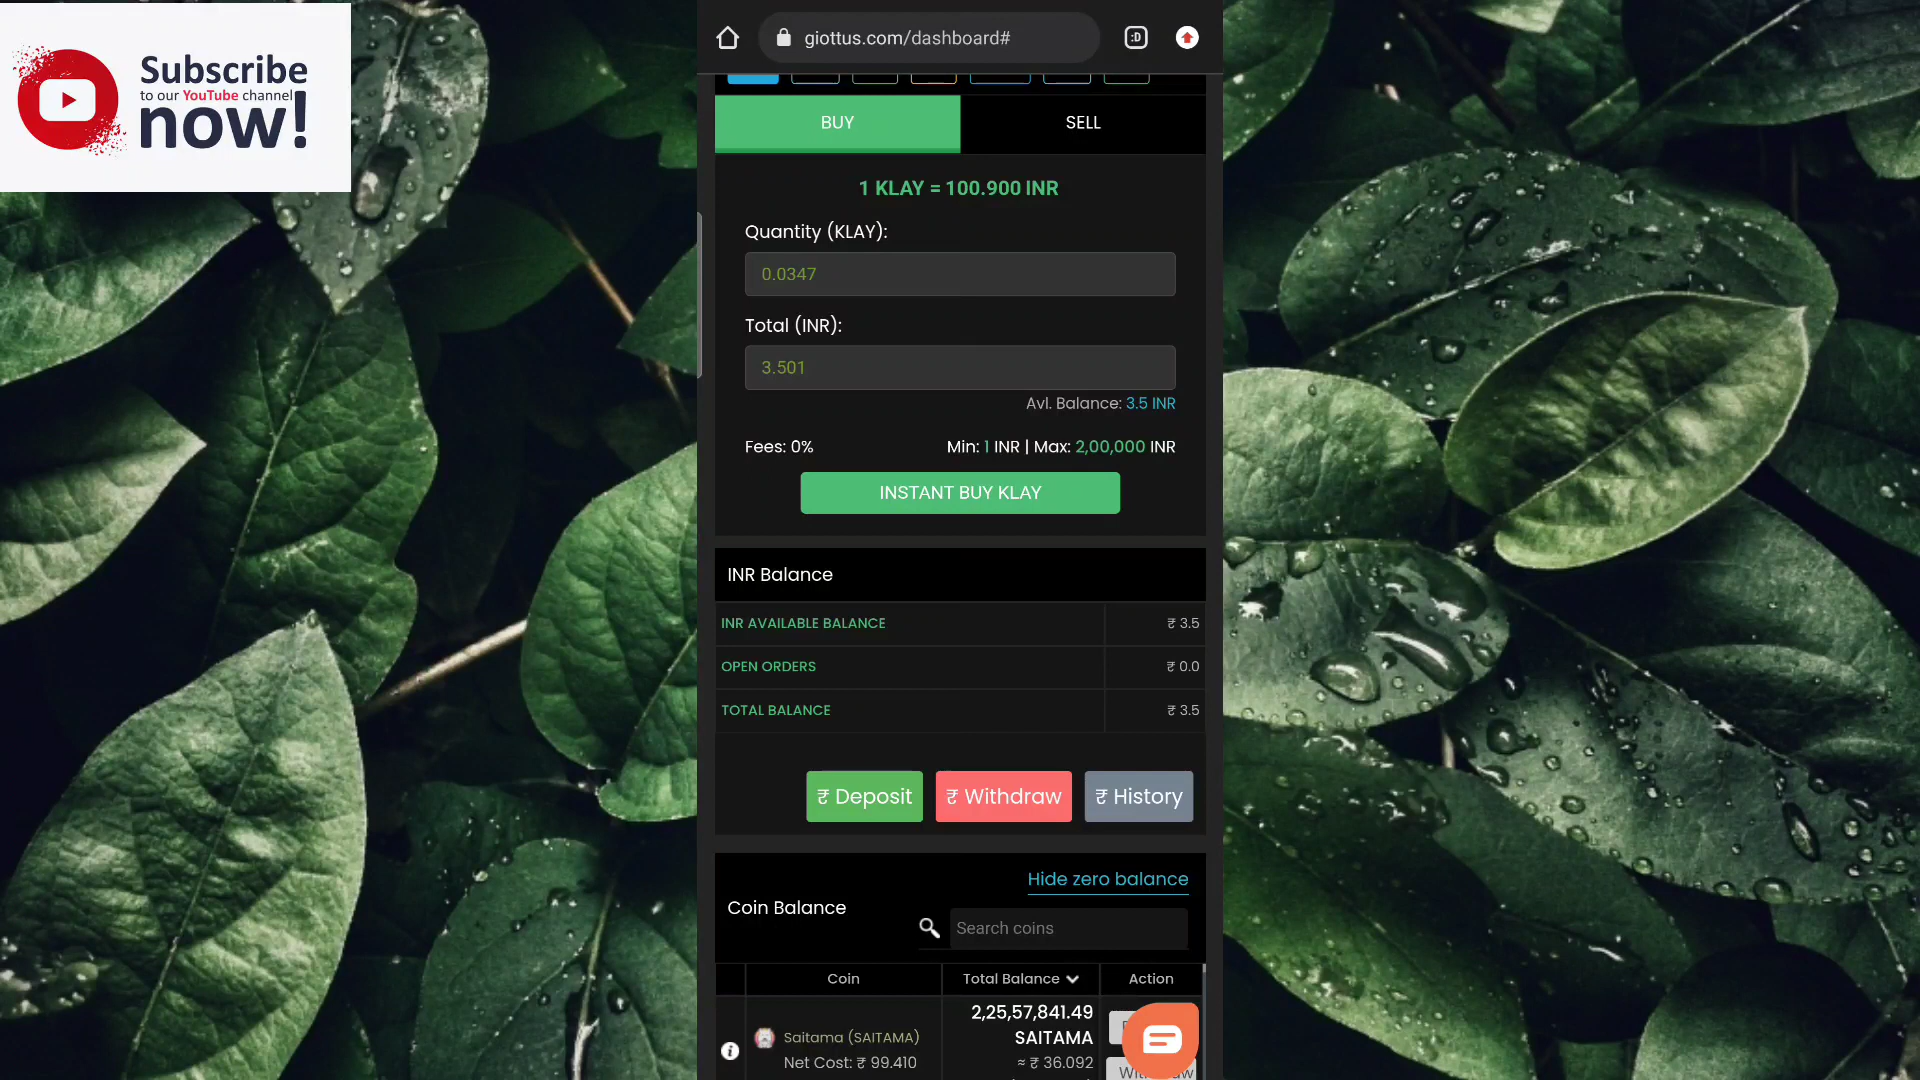 Subscribe
to our YouTube channel
now!
giottus.com/dashboard#
:D
BUY
SELL
1 KLAY = 100.900 INR
Quantity (KLAY):
0.0347
Total (INR):
3.501
Avl. Balance: 3.5 INR
Fees: 0%
Min: 1 INR | Max: 2,00,000 INR
INSTANT BUY KLAY
INR Balance
INR AVAILABLE BALANCE
₹ 3.5
OPEN ORDERS
₹ 0.0
TOTAL BALANCE
₹ 3.5
₹ Deposit
₹ Withdraw
₹ History
Hide zero balance
Coin Balance
Search coins
Coin
Total Balance
Action
2,25,57,841.49
SAITAMA
Saitama (SAITAMA)
Net Cost: ₹ 99.410
≈ ₹ 36.092